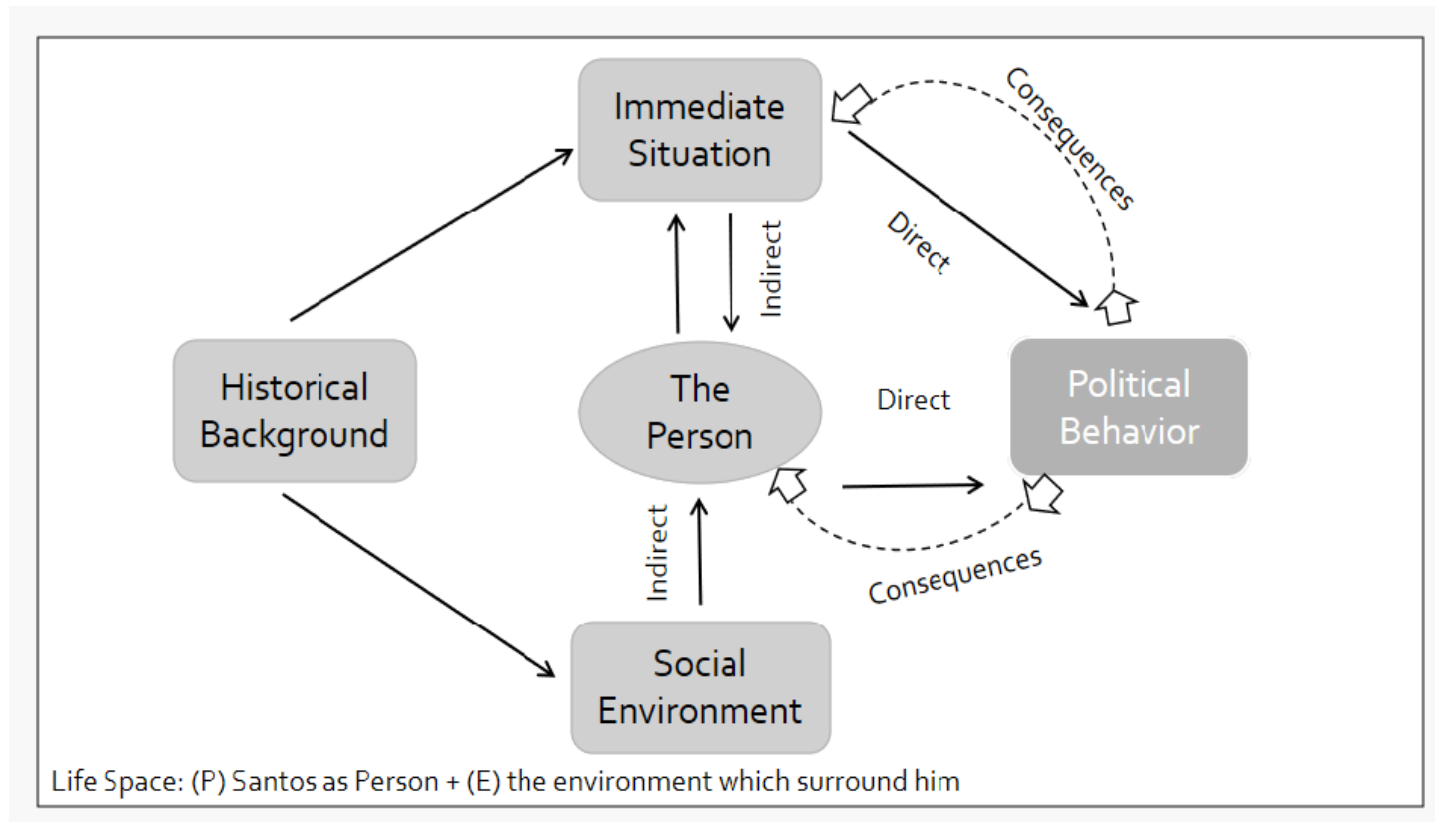 Immediate
Situation
Consequences
Direct
Indirect
Historical
Background
The
Person
Direct
Political
Behavior
Indirect
Consequences
Social
Environment
Life Space: (P) Santos as Person + (E) the environment which surround him